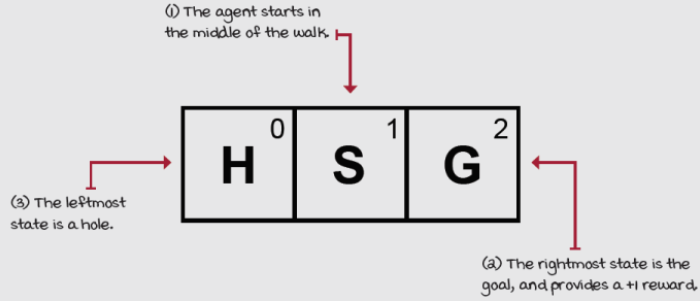 (1) The agent starts in
the middle of the walk.
0 1 2
H S G
(3) The leftmost
state is a hole.
(2) The rightmost state is the
goal, and provides a +1 reward.